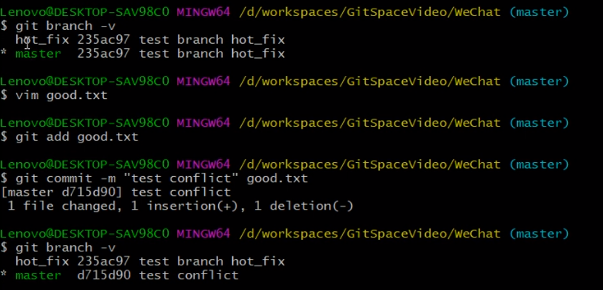 Lenovo@DESKTOP-SAV98C0 MINGW64 /d/workspaces/GitSpaceVideo/WeChat (master)
$ git branch -v
  hot_fix 235ac97 test branch hot_fix
* master  235ac97 test branch hot_fix
Lenovo@DESKTOP-SAV98C0 MINGW64 /d/workspaces/GitSpaceVideo/WeChat (master)
$ vim good.txt
Lenovo@DESKTOP-SAV98C0 MINGW64 /d/workspaces/GitSpaceVideo/WeChat (master)
$ git add good.txt
Lenovo@DESKTOP-SAV98C0 MINGW64 /d/workspaces/GitSpaceVideo/WeChat (master)
$ git commit -m "test conflict" good.txt
[master d715d90] test conflict
 1 file changed, 1 insertion(+), 1 deletion(-)
Lenovo@DESKTOP-SAV98C0 MINGW64 /d/workspaces/GitSpaceVideo/WeChat (master)
$ git branch -v
  hot_fix 235ac97 test branch hot_fix
* master  d715d90 test conflict